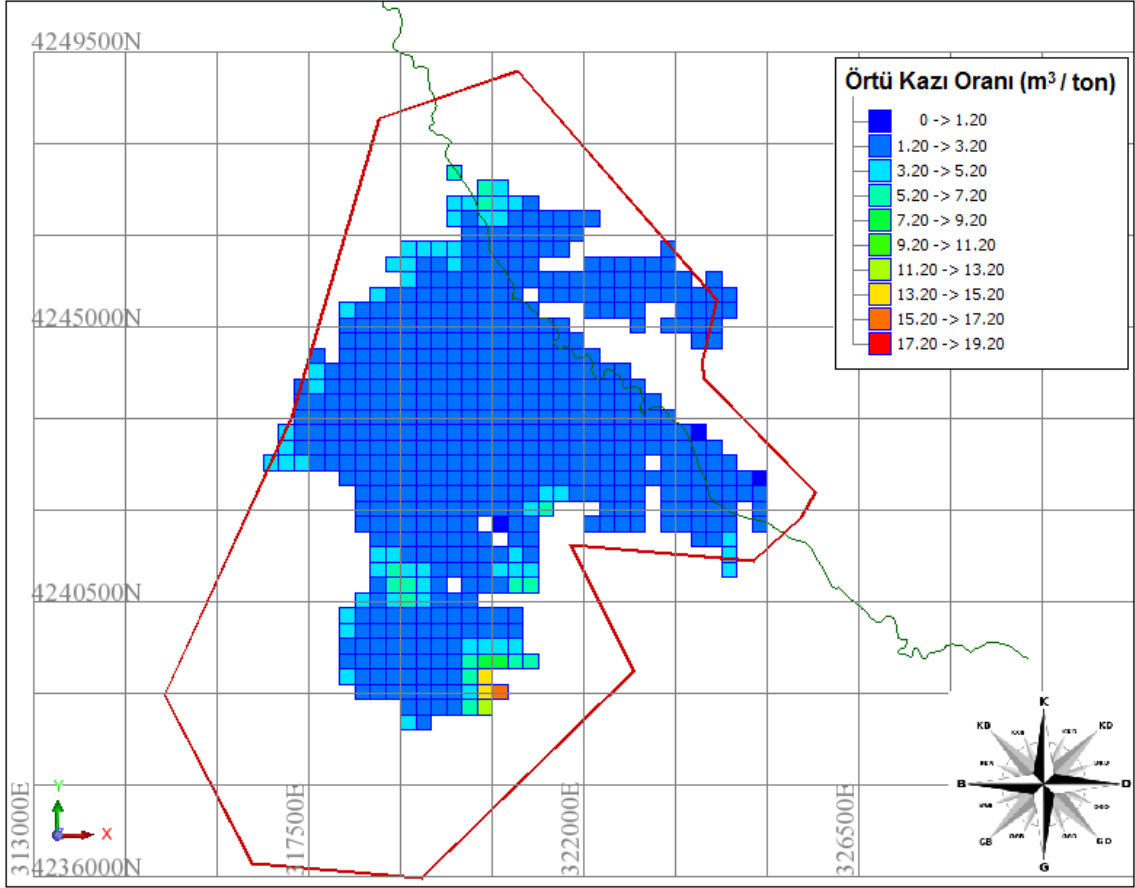 4249500N
Örtü Kazı Oranı (m³ / ton)
0 -> 1.20
1.20 -> 3.20
3.20 -> 5.20
5.20 -> 7.20
7.20 -> 9.20
9.20 -> 11.20
11.20 -> 13.20
13.20 -> 15.20
15.20 -> 17.20
17.20 -> 19.20
4245000N
4240500N
K
KB
KD
B
D
GB
GD
G
Y
X
313000E
317500E
322000E
326500E
4236000N